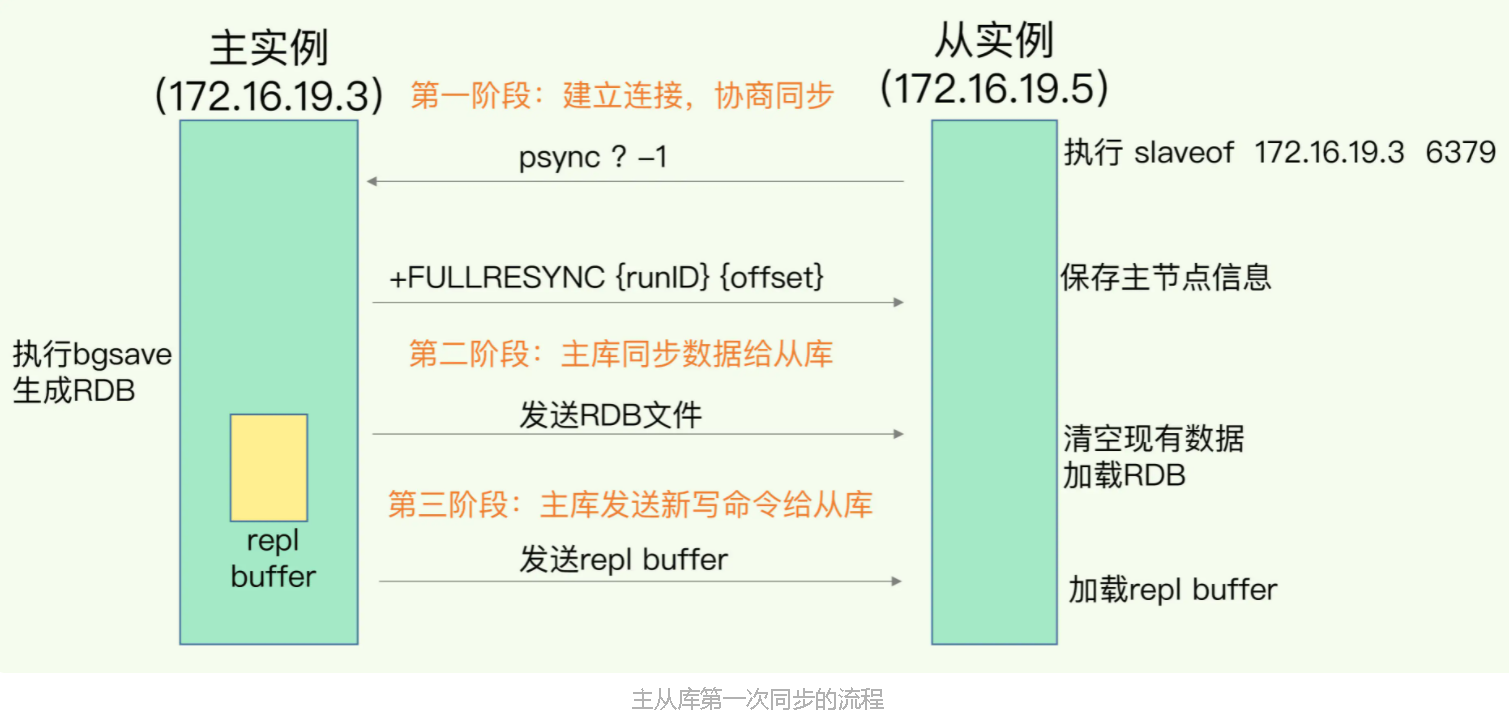 主实例
(172.16.19.3)
从实例
(172.16.19.5)
第一阶段：建立连接，协商同步
psync ? -1
执行 slaveof 172.16.19.3 6379
+FULLRESYNC {runID} {offset}
保存主节点信息
执行bgsave
生成RDB
第二阶段：主库同步数据给从库
发送RDB文件
清空现有数据
加载RDB
第三阶段：主库发送新写命令给从库
repl
buffer
发送repl buffer
加载repl buffer
主从库第一次同步的流程